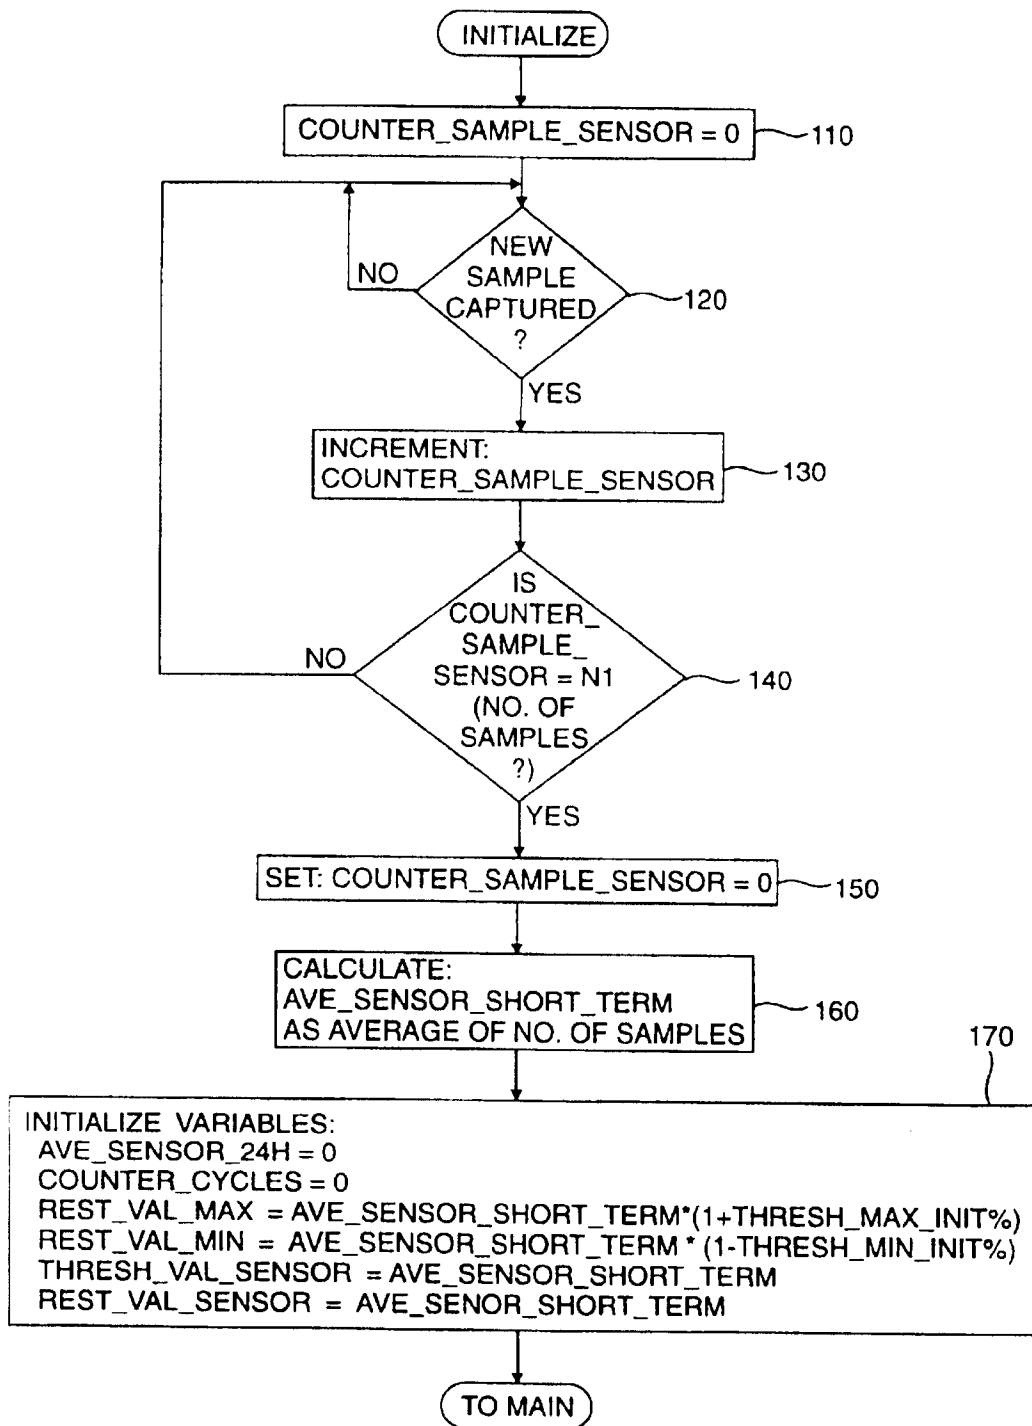 INITIALIZE
COUNTER_SAMPLE_SENSOR = 0
110
NEW
SAMPLE
CAPTURED
?
NO
120
YES
INCREMENT:
COUNTER_SAMPLE_SENSOR
130
IS
COUNTER_
SAMPLE_
SENSOR = N1
(NO. OF
SAMPLES
?)
NO
140
YES
SET: COUNTER_SAMPLE_SENSOR = 0
150
CALCULATE:
AVE_SENSOR_SHORT_TERM
AS AVERAGE OF NO. OF SAMPLES
160
170
INITIALIZE VARIABLES:
AVE_SENSOR_24H = 0
COUNTER_CYCLES = 0
REST_VAL_MAX = AVE_SENSOR_SHORT_TERM*(1+THRESH_MAX_INIT%)
REST_VAL_MIN = AVE_SENSOR_SHORT_TERM * (1-THRESH_MIN_INIT%)
THRESH_VAL_SENSOR = AVE_SENSOR_SHORT_TERM
REST_VAL_SENSOR = AVE_SENOR_SHORT_TERM
TO MAIN